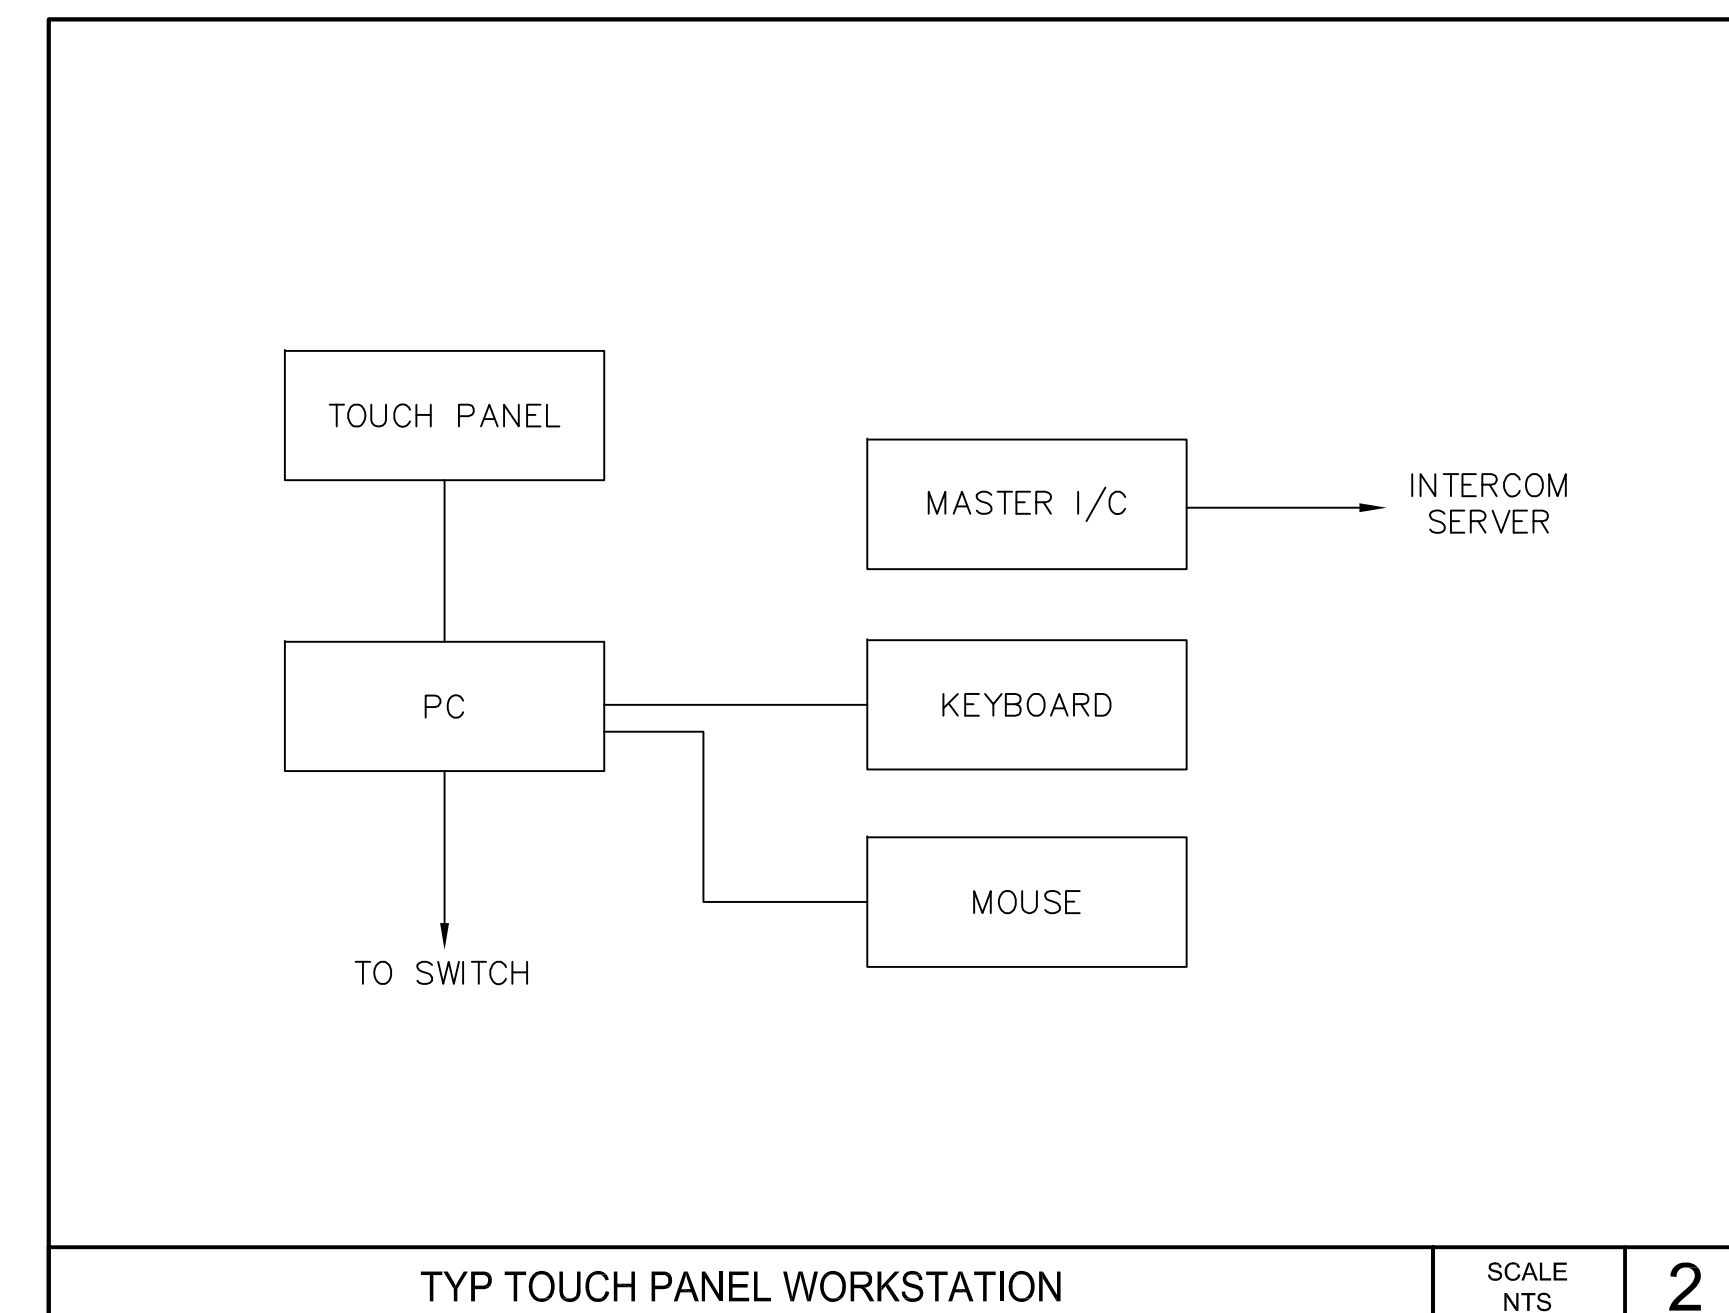 TOUCH PANEL
MASTER I/C
INTERCOM
SERVER
PC
KEYBOARD
MOUSE
TO SWITCH
TYP TOUCH PANEL WORKSTATION
SCALE
NTS
2